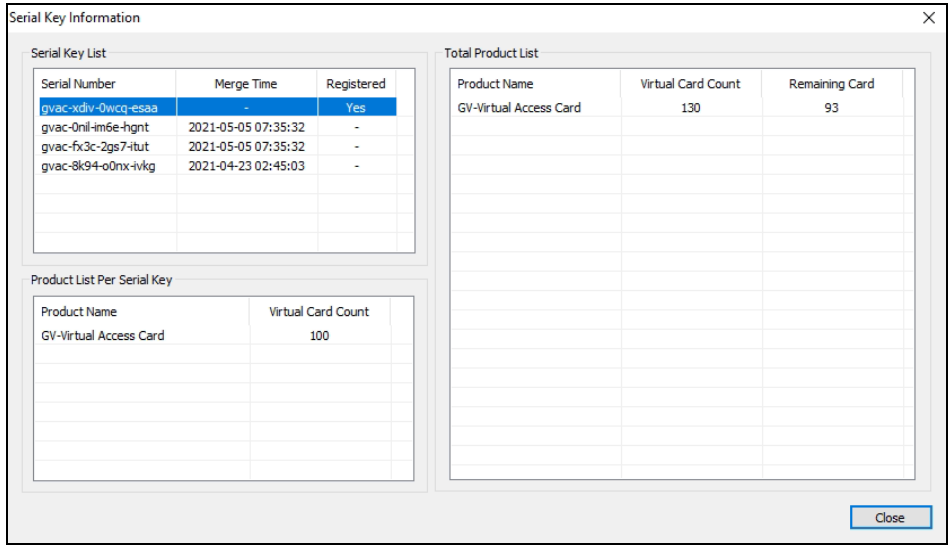 Serial Key Information
Serial Key List
Serial Number Merge Time Registered
gvac-xdiv-0wcq-esaa - Yes
gvac-0nil-im6e-hgnt 2021-05-05 07:35:32 -
gvac-fx3c-2gs7-itut 2021-05-05 07:35:32 -
gvac-8k94-o0nx-ivkg 2021-04-23 02:45:03 -
Product List Per Serial Key
Product Name Virtual Card Count
GV-Virtual Access Card 100
Total Product List
Product Name Virtual Card Count Remaining Card
GV-Virtual Access Card 130 93
Close